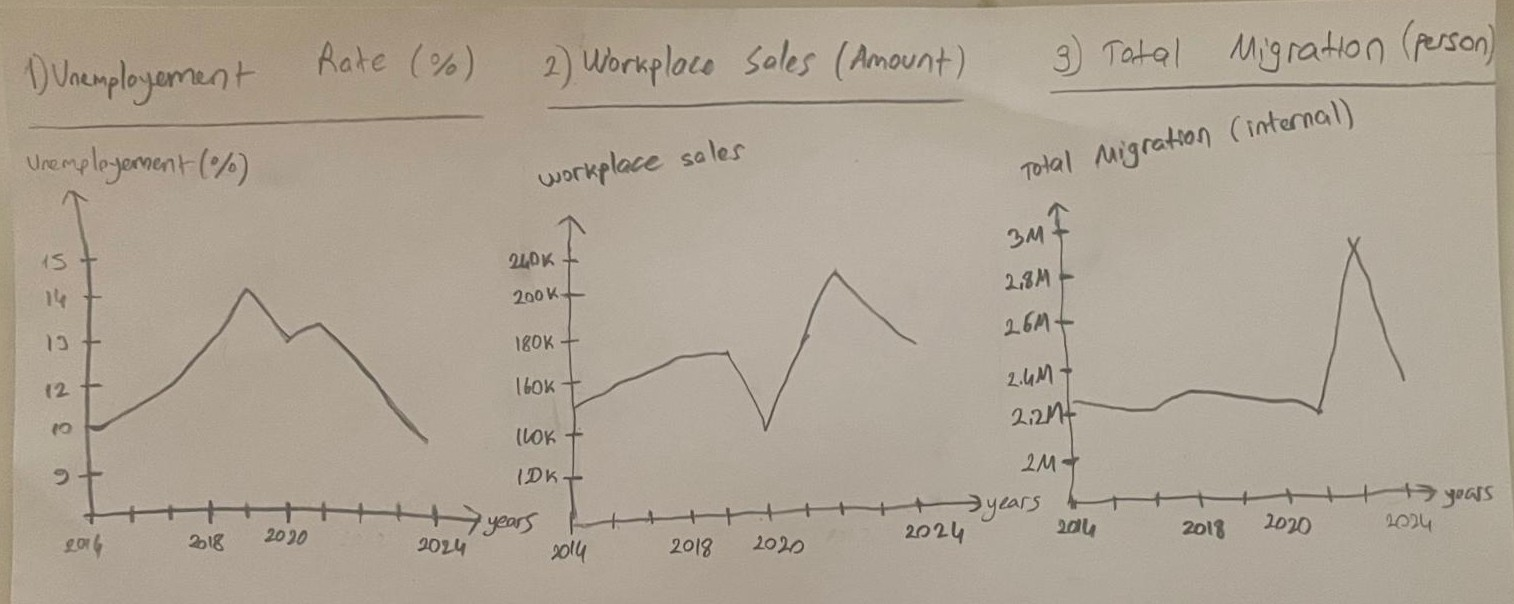 1) Unemployement Rate (%)
2) Workplace Sales (Amount)
3) Total Migration (person)
Unemployement (%)
15
14
13
12
10
9
2014
2018
2020
2024
years
workplace sales
240K
200K
180K
160K
140K
120K
2014
2018
2020
2024
years
Total Migration (internal)
3M
2,8M
2.6M
2.4M
2,2M
2M
2014
2018
2020
2024
years